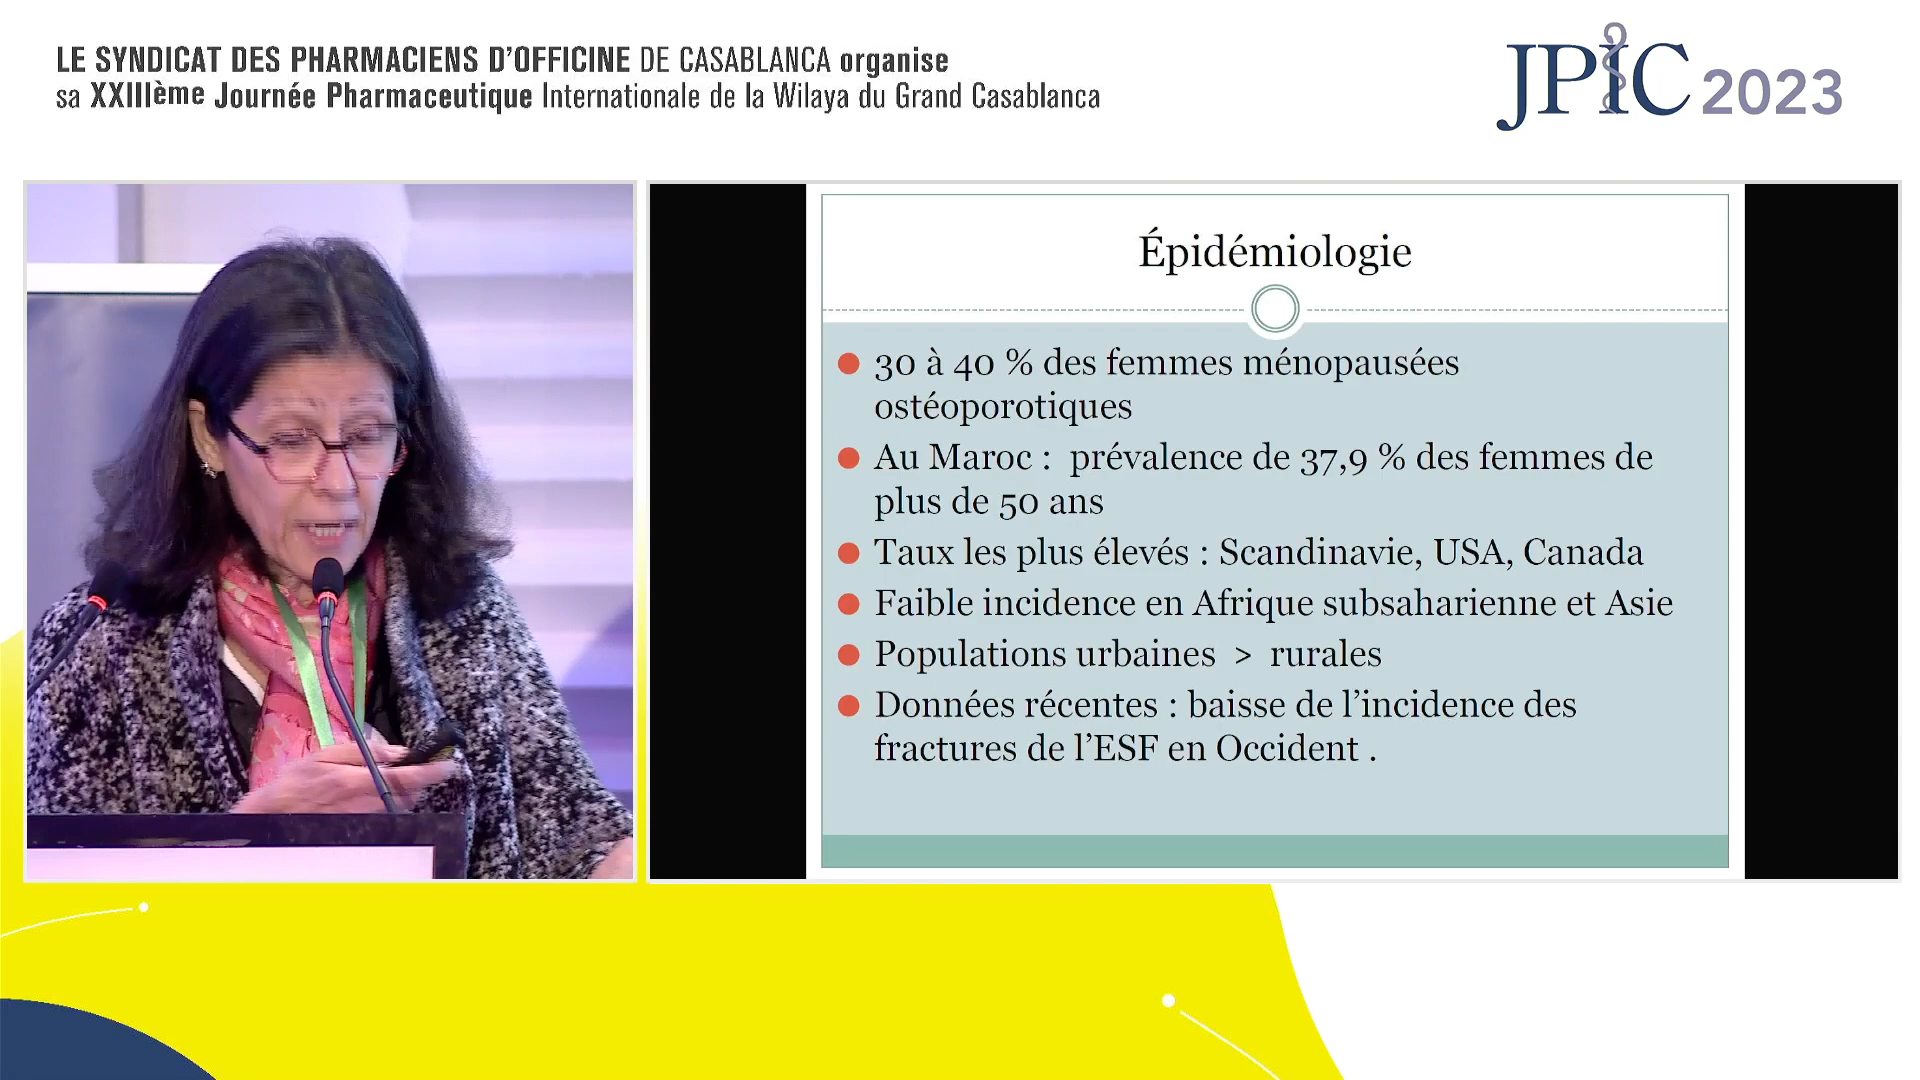 LE SYNDICAT DES PHARMACIENS D'OFFICINE DE CASABLANCA organise
sa XXIIIème Journée Pharmaceutique Internationale de la Wilaya du Grand Casablanca
JPIC 2023
Épidémiologie
30 à 40 % des femmes ménopausées
ostéoporotiques
Au Maroc : prévalence de 37,9 % des femmes de
plus de 50 ans
Taux les plus élevés : Scandinavie, USA, Canada
Faible incidence en Afrique subsaharienne et Asie
Populations urbaines > rurales
Données récentes : baisse de l'incidence des
fractures de l'ESF en Occident .